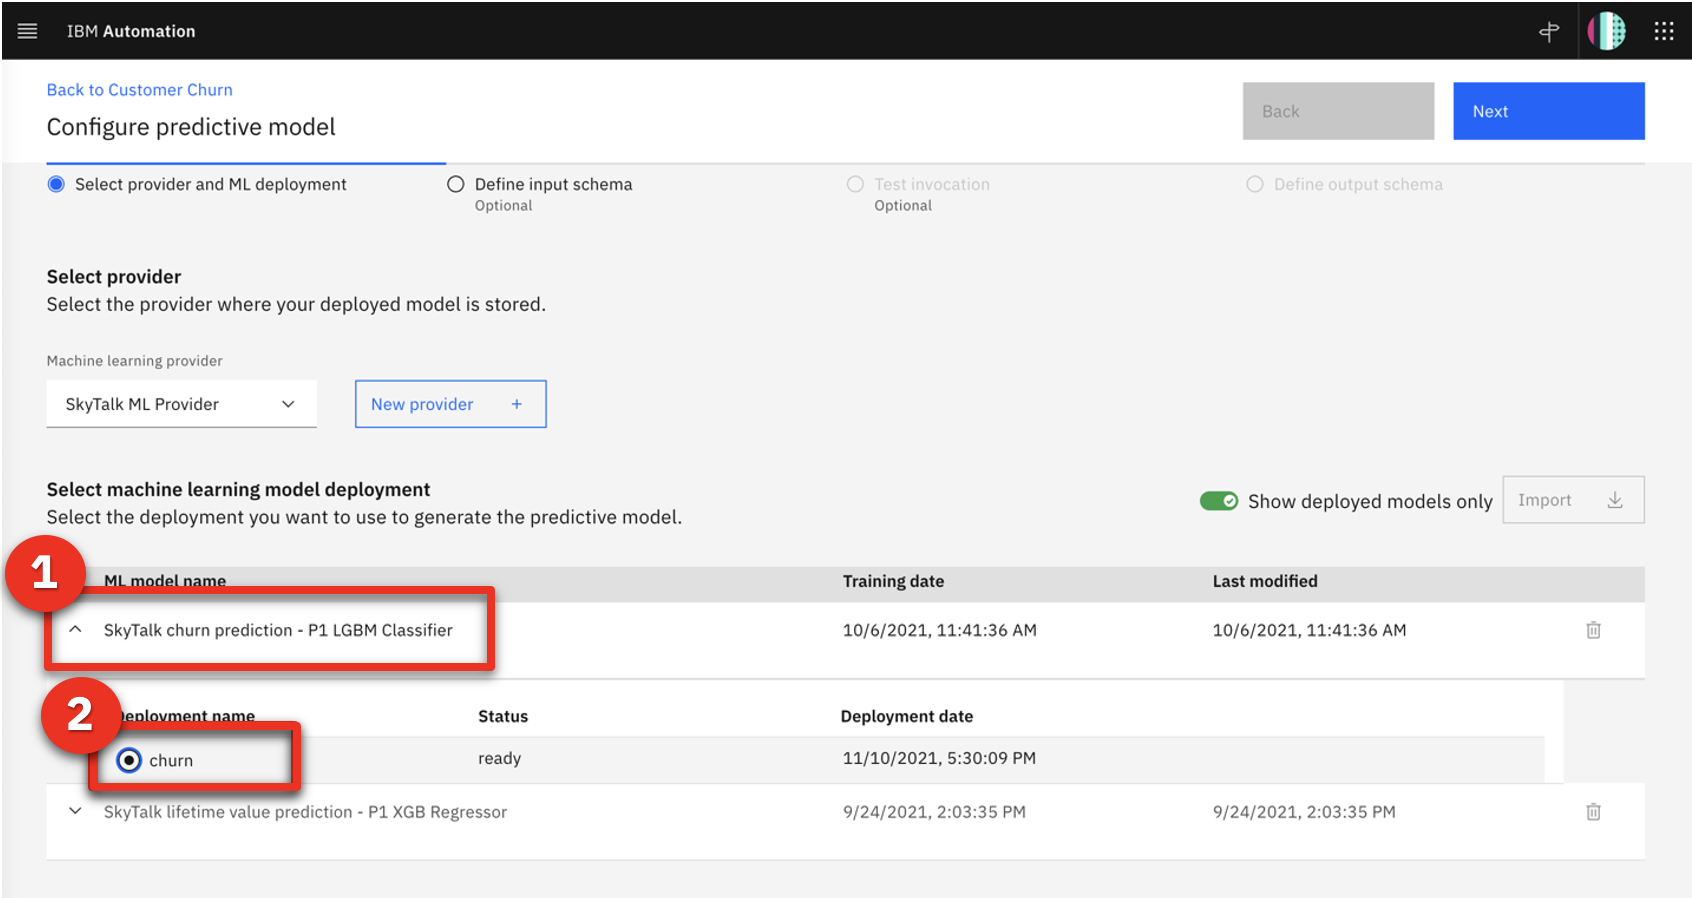 IBM Automation
Back to Customer Churn
Configure predictive model
Back
Next
Select provider and ML deployment
Define input schema
Optional
Test invocation
Optional
Define output schema
Select provider
Select the provider where your deployed model is stored.
Machine learning provider
SkyTalk ML Provider
New provider +
Select machine learning model deployment
Select the deployment you want to use to generate the predictive model.
Show deployed models only
Import
1
ML model name Training date Last modified
SkyTalk churn prediction - P1 LGBM Classifier 10/6/2021, 11:41:36 AM 10/6/2021, 11:41:36 AM
2
Deployment name Status Deployment date
churn ready 11/10/2021, 5:30:09 PM
SkyTalk lifetime value prediction - P1 XGB Regressor 9/24/2021, 2:03:35 PM 9/24/2021, 2:03:35 PM